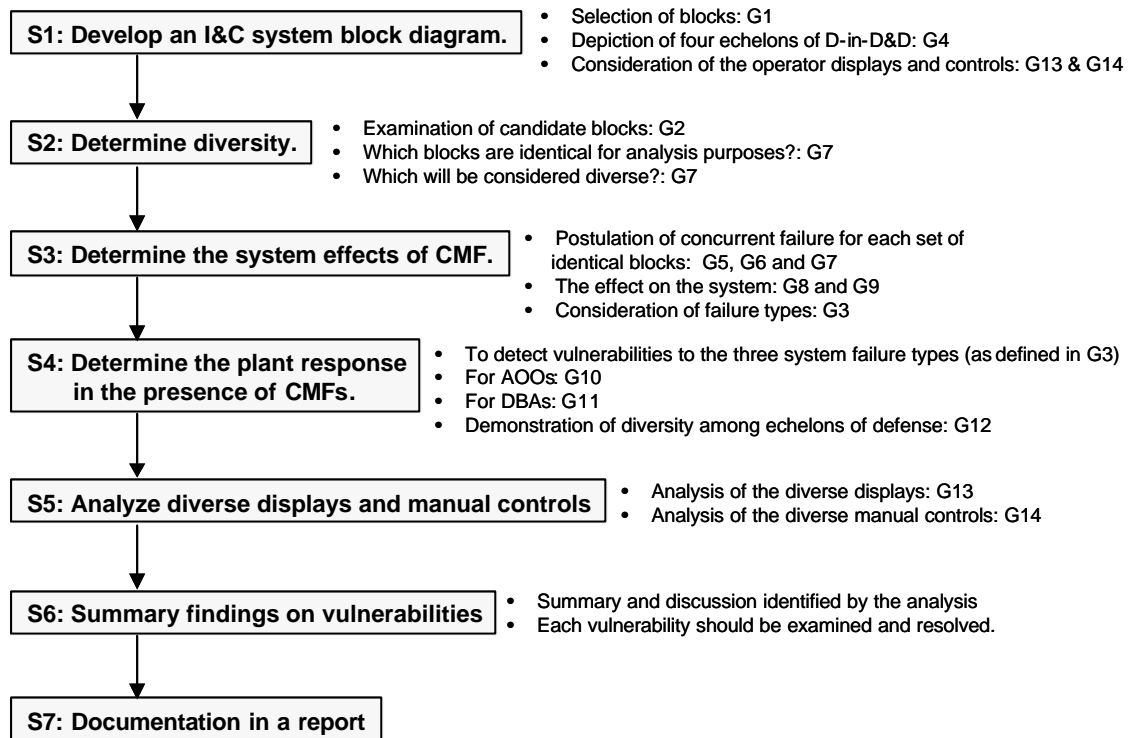 S1: Develop an I&C system block diagram.
• Selection of blocks: G1
• Depiction of four echelons of D-in-D&D: G4
• Consideration of the operator displays and controls: G13 & G14
S2: Determine diversity.
• Examination of candidate blocks: G2
• Which blocks are identical for analysis purposes?: G7
• Which will be considered diverse?: G7
S3: Determine the system effects of CMF.
• Postulation of concurrent failure for each set of
identical blocks: G5, G6 and G7
• The effect on the system: G8 and G9
• Consideration of failure types: G3
S4: Determine the plant response
in the presence of CMFs.
• To detect vulnerabilities to the three system failure types (as defined in G3)
• For AOOs: G10
• For DBAs: G11
• Demonstration of diversity among echelons of defense: G12
S5: Analyze diverse displays and manual controls
• Analysis of the diverse displays: G13
• Analysis of the diverse manual controls: G14
S6: Summary findings on vulnerabilities
• Summary and discussion identified by the analysis
• Each vulnerability should be examined and resolved.
S7: Documentation in a report